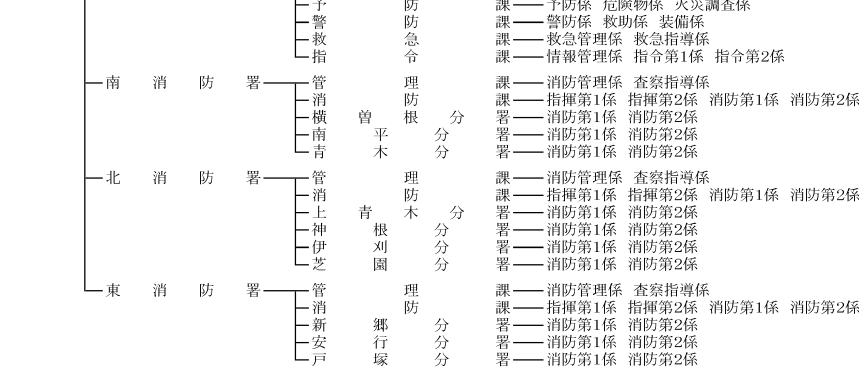 予防課 予防係 危険物係 火災調査係
警防課 警防係 救助係 装備係
救急課 救急管理係 救急指導係
指令課 情報管理係 指令第1係 指令第2係
南消防署 管理課 消防管理係 査察指導係
消防課 指揮第1係 指揮第2係 消防第1係 消防第2係
横曽根分署 消防第1係 消防第2係
南平分署 消防第1係 消防第2係
青木分署 消防第1係 消防第2係
北消防署 管理課 消防管理係 査察指導係
消防課 指揮第1係 指揮第2係 消防第1係 消防第2係
上青木分署 消防第1係 消防第2係
神根分署 消防第1係 消防第2係
伊刈分署 消防第1係 消防第2係
芝園分署 消防第1係 消防第2係
東消防署 管理課 消防管理係 査察指導係
消防課 指揮第1係 指揮第2係 消防第1係 消防第2係
新郷分署 消防第1係 消防第2係
安行分署 消防第1係 消防第2係
戸塚分署 消防第1係 消防第2係